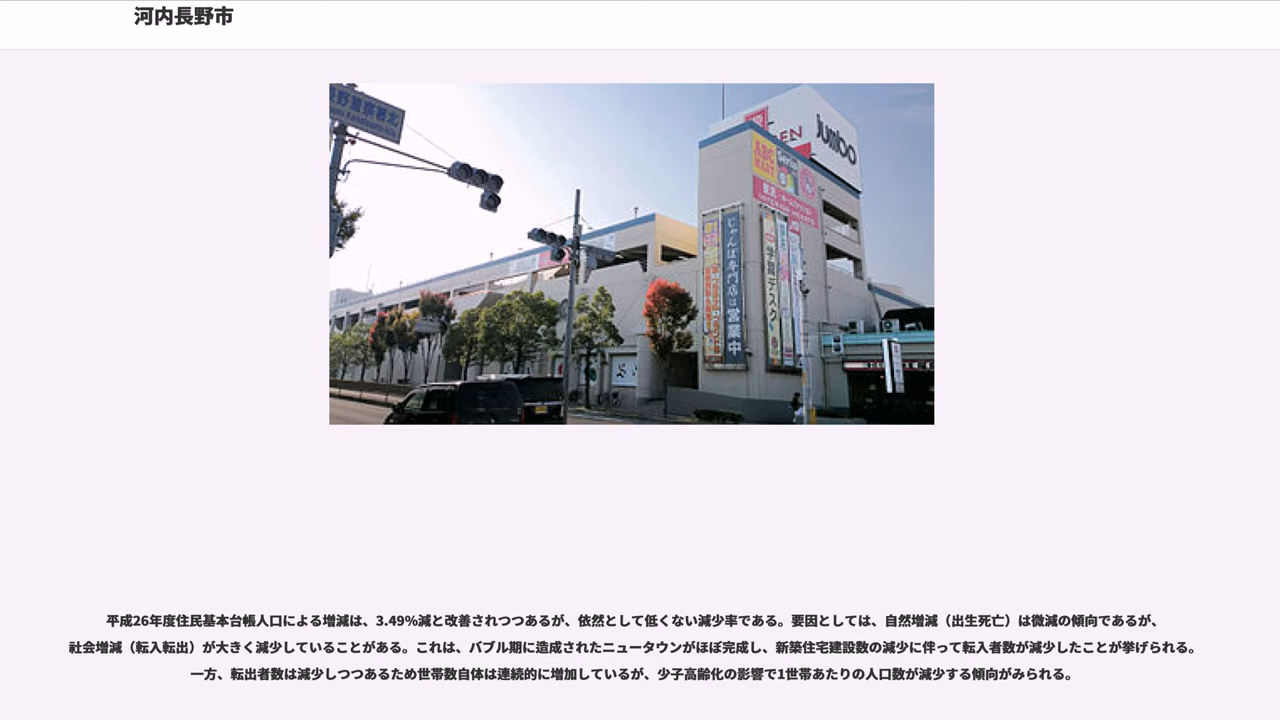 河内長野市
jumbo
ABC
Seria
じゃんぼ専門店は営業中
学習デスク
平成26年度住民基本台帳人口による増減は、3.49%減と改善されつつあるが、依然として低くない減少率である。要因としては、自然増減（出生死亡）は微減の傾向であるが、
社会増減（転入転出）が大きく減少していることがある。これは、バブル期に造成されたニュータウンがほぼ完成し、新築住宅建設数の減少に伴って転入者数が減少したことが挙げられる。
一方、転出者数は減少しつつあるため世帯数自体は連続的に増加しているが、少子高齢化の影響で1世帯あたりの人口数が減少する傾向がみられる。